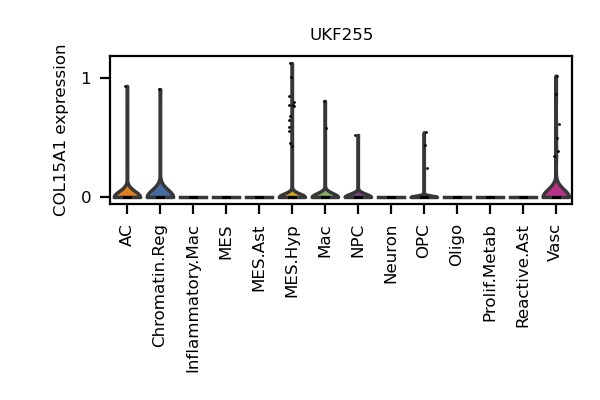 UKF255
COL15A1 expression
1
0
AC
Chromatin.Reg
Inflammatory.Mac
MES
MES.Ast
MES.Hyp
Mac
NPC
Neuron
OPC
Oligo
Prolif.Metab
Reactive.Ast
Vasc